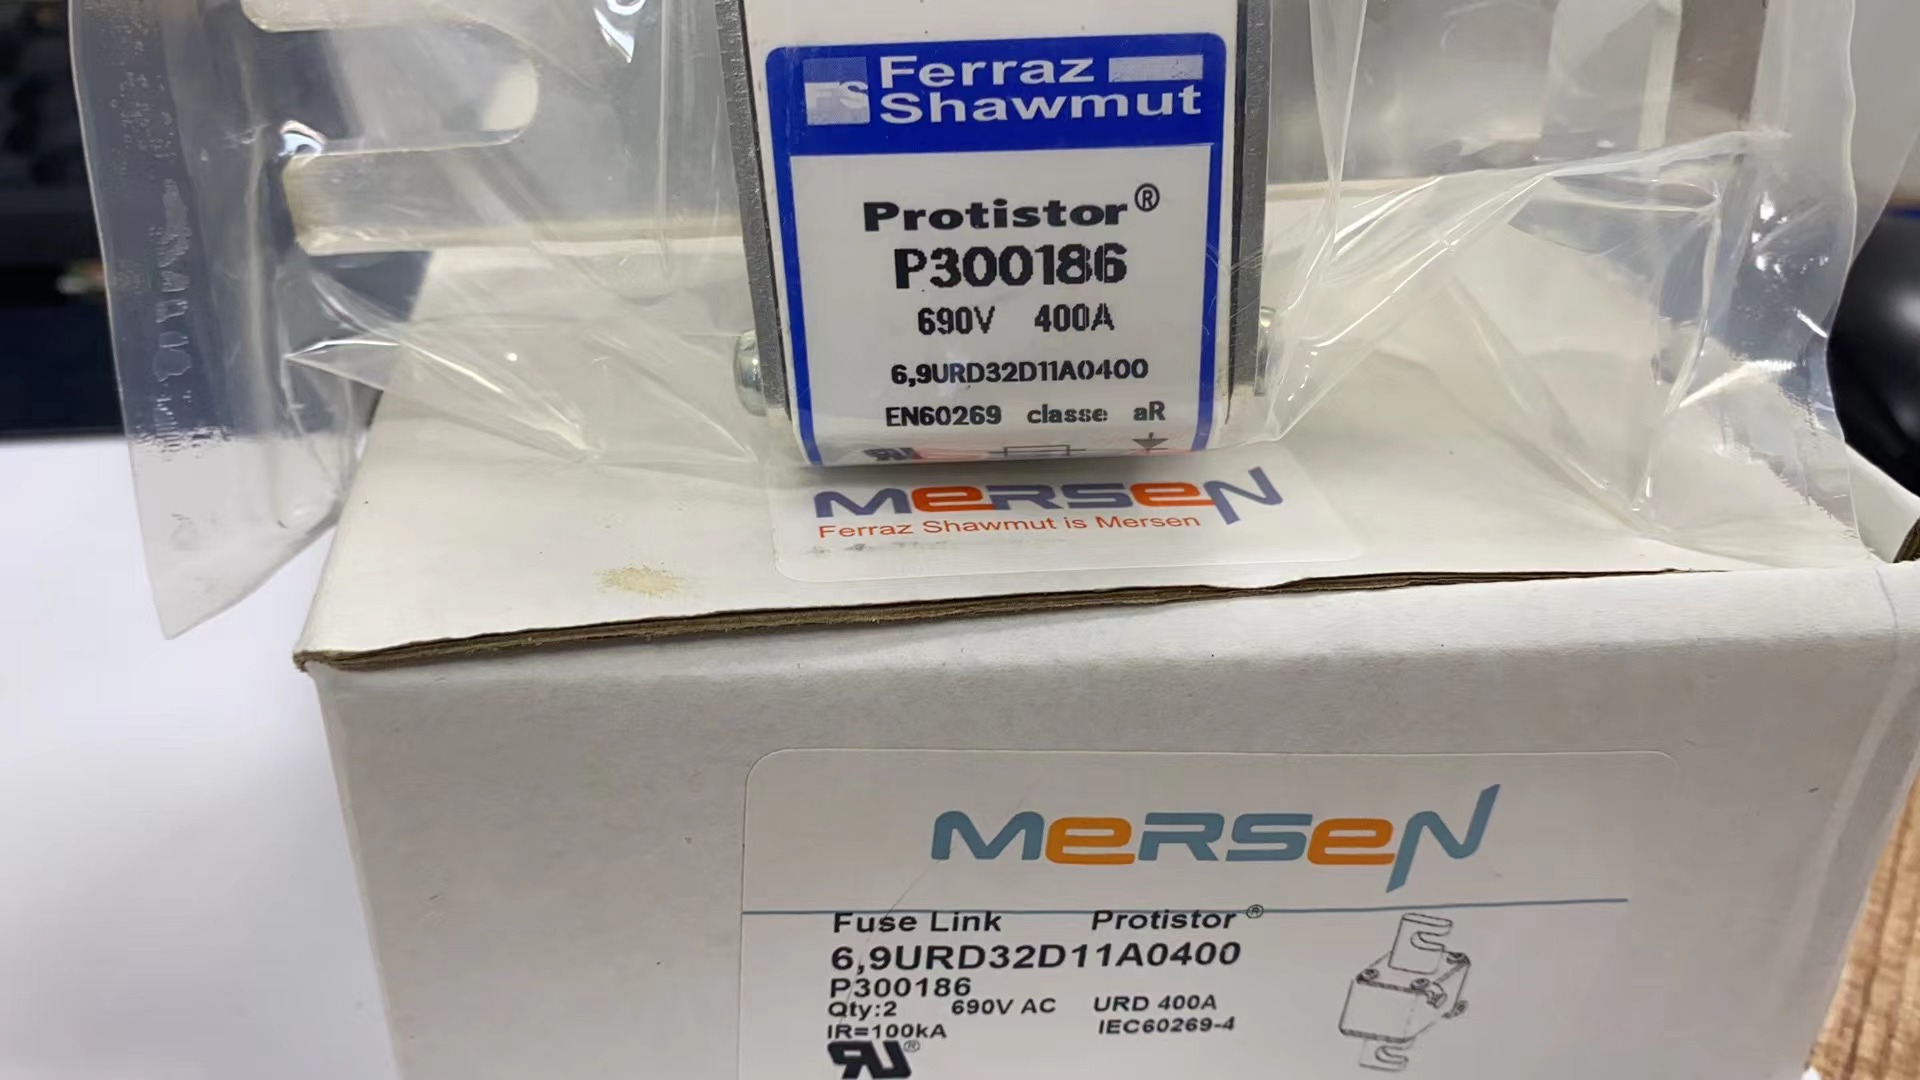 FS Ferraz
Shawmut
Protistor®
P300186
690V 400A
6,9URD32D11A0400
EN60269 classe aR
MERSEN
Ferraz Shawmut is Mersen
MERSEN
Fuse Link Protistor®
6,9URD32D11A0400
P300186
Qty:2 690V AC URD 400A
IR=100kA IEC60269-4